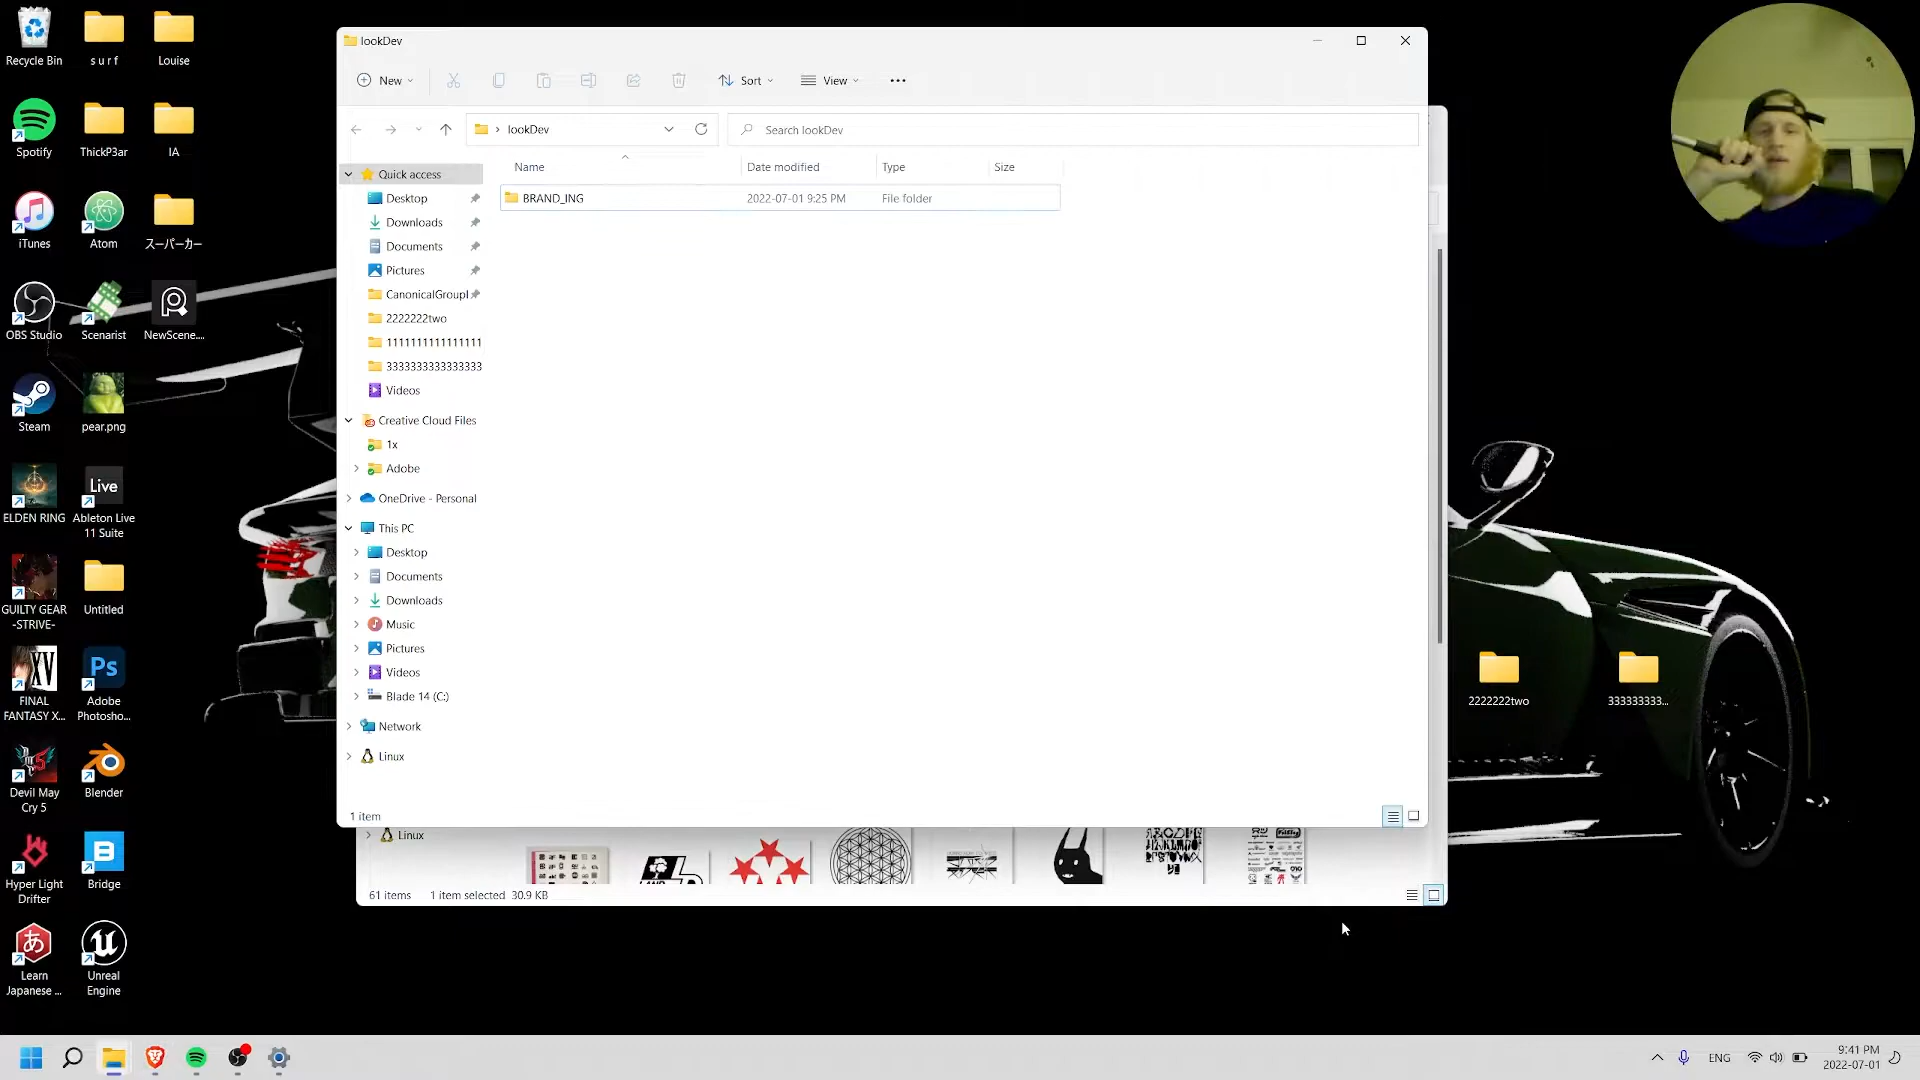 Recycle Bin
s u r f
Louise
Spotify
ThickP3ar
IA
iTunes
Atom
スーパーカー
OBS Studio
Scenarist
NewScene....
Steam
pear.png
ELDEN RING
Live
Ableton Live
11 Suite
GUILTY GEAR
-STRIVE-
Untitled
XV
FINAL
FANTASY X...
Ps
Adobe
Photosho...
Devil May
Cry 5
Blender
Hyper Light
Drifter
B
Bridge
あ
Learn
Japanese ...
Unreal
Engine
lookDev
New
Sort
View
lookDev
Search lookDev
Name
Date modified
Type
Size
BRAND_ING
2022-07-01 9:25 PM
File folder
Quick access
Desktop
Downloads
Documents
Pictures
CanonicalGroupI
2222222two
1111111111111111
3333333333333333
Videos
Creative Cloud Files
1x
Adobe
OneDrive - Personal
This PC
Desktop
Documents
Downloads
Music
Pictures
Videos
Blade 14 (C:)
Network
Linux
1 item
Linux
61 items
1 item selected 30.9 KB
2222222two
333333333...
ENG
9:41 PM
2022-07-01